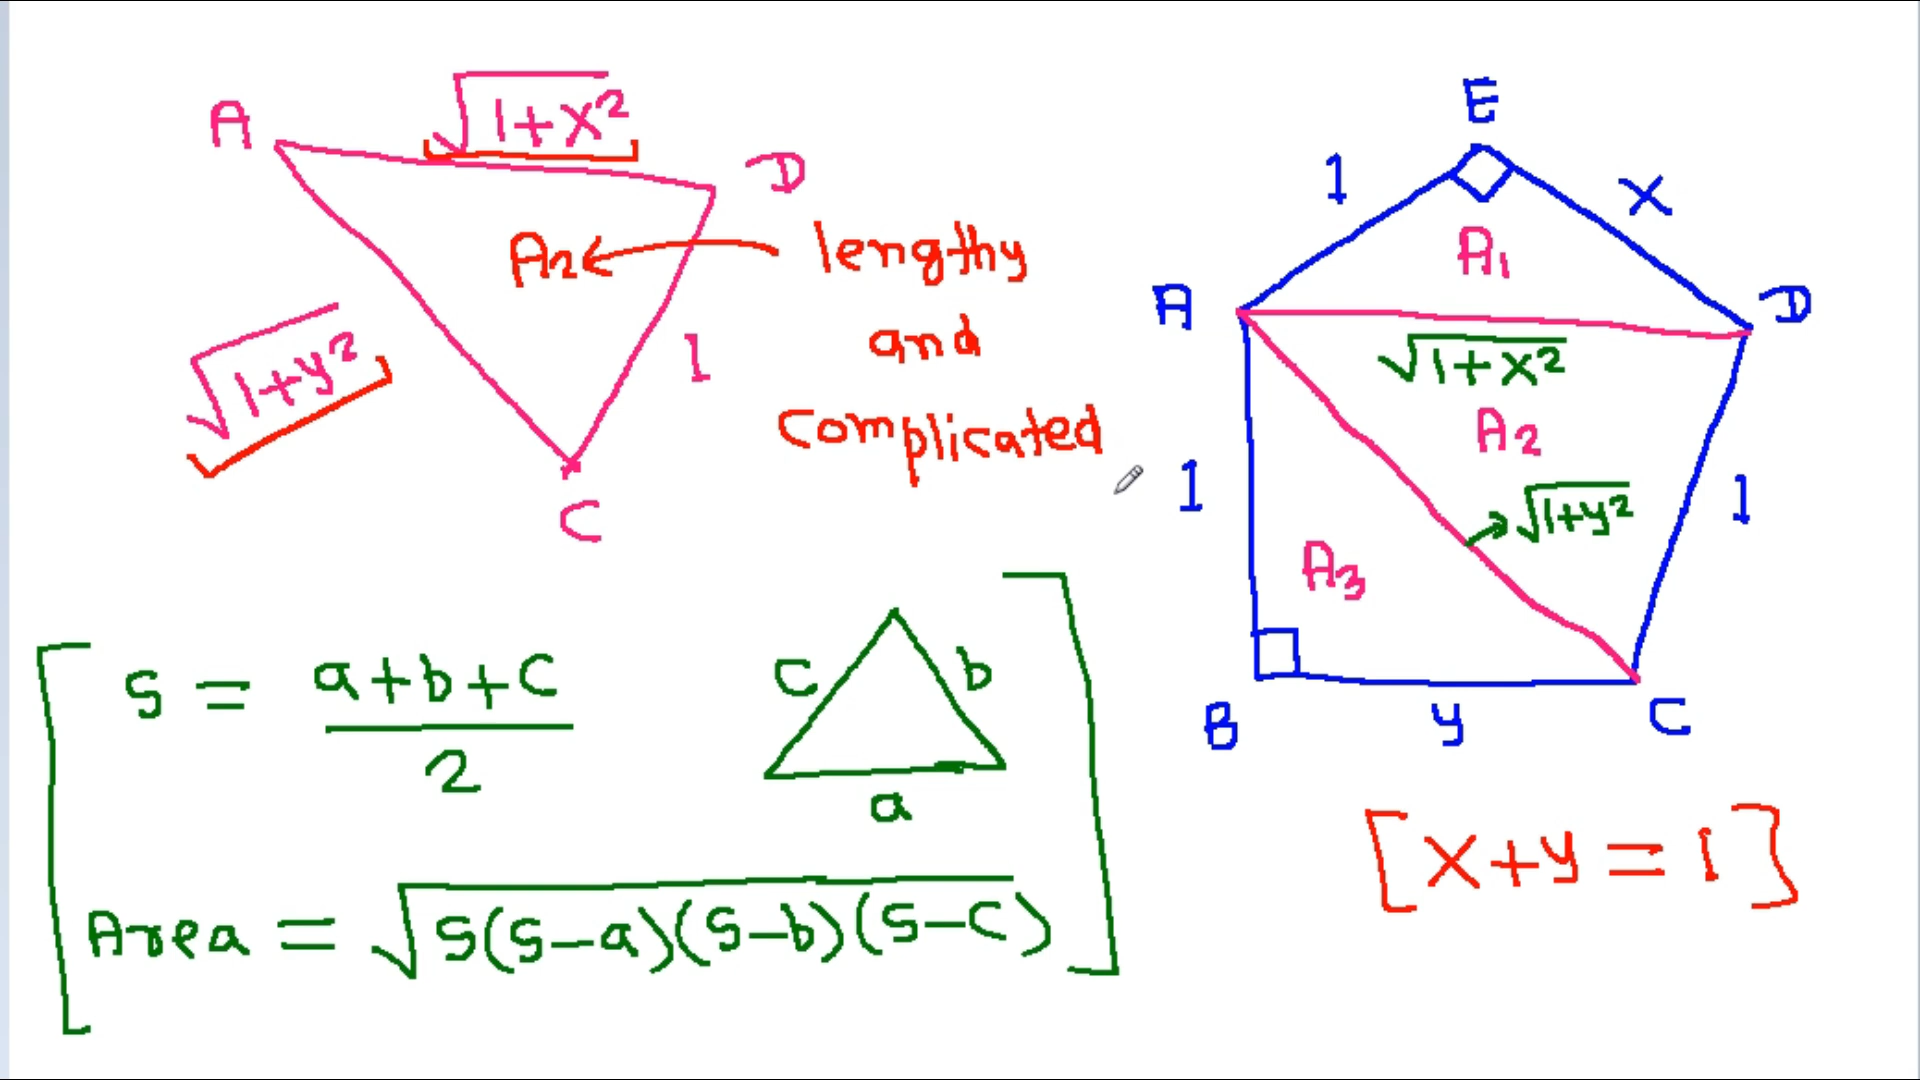 A
√1+x²
D
A₂
lengthy
and
complicated
√1+y²
1
C
E
1
x
A₁
A
D
√1+x²
A₂
1
√1+y²
1
A₃
B
y
C
[x+y=1]
S = a+b+c
2
c
b
a
Area = √S(S-a)(S-b)(S-c)